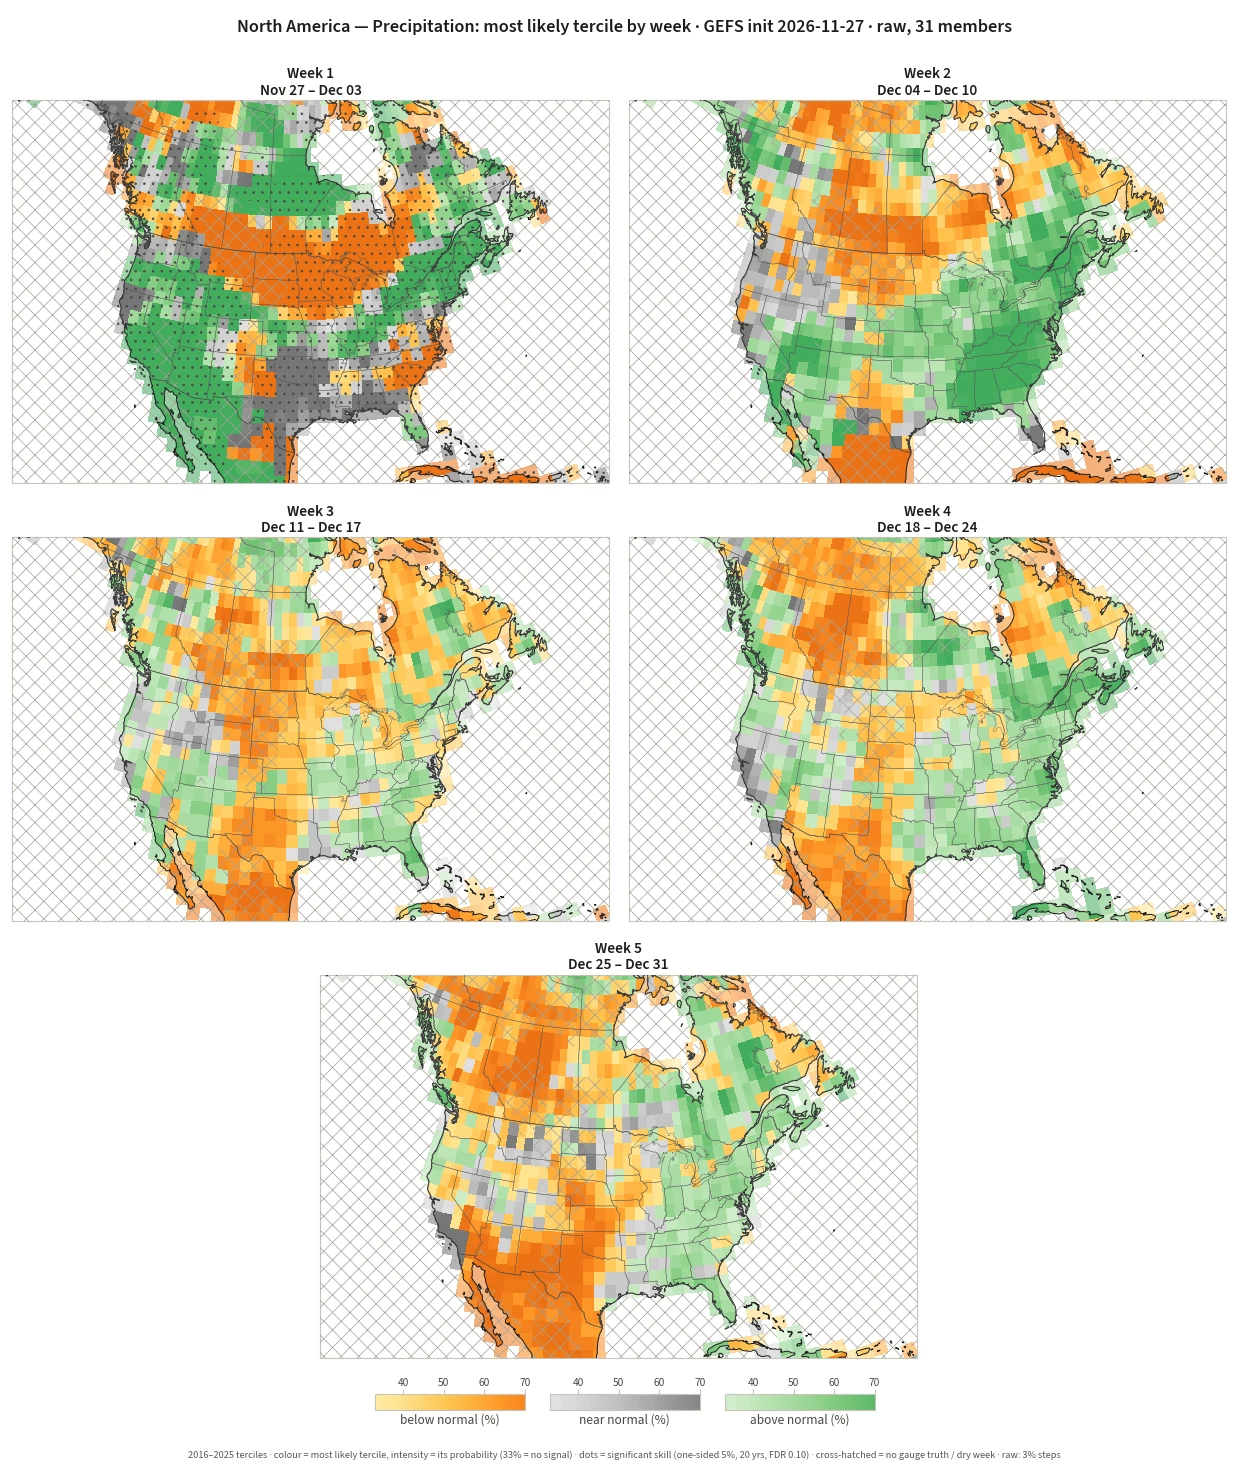 North America — Precipitation: most likely tercile by week · GEFS init 2026-11-27 · raw, 31 members
Week 1
Nov 27 – Dec 03
Week 2
Dec 04 – Dec 10
Week 3
Dec 11 – Dec 17
Week 4
Dec 18 – Dec 24
Week 5
Dec 25 – Dec 31
40 50 60 70
below normal (%)
40 50 60 70
near normal (%)
40 50 60 70
above normal (%)
2016–2025 terciles · colour = most likely tercile, intensity = its probability (33% = no signal) · dots = significant skill (one-sided 5%, 20 yrs, FDR 0.10) · cross-hatched = no gauge truth / dry week · raw: 3% steps